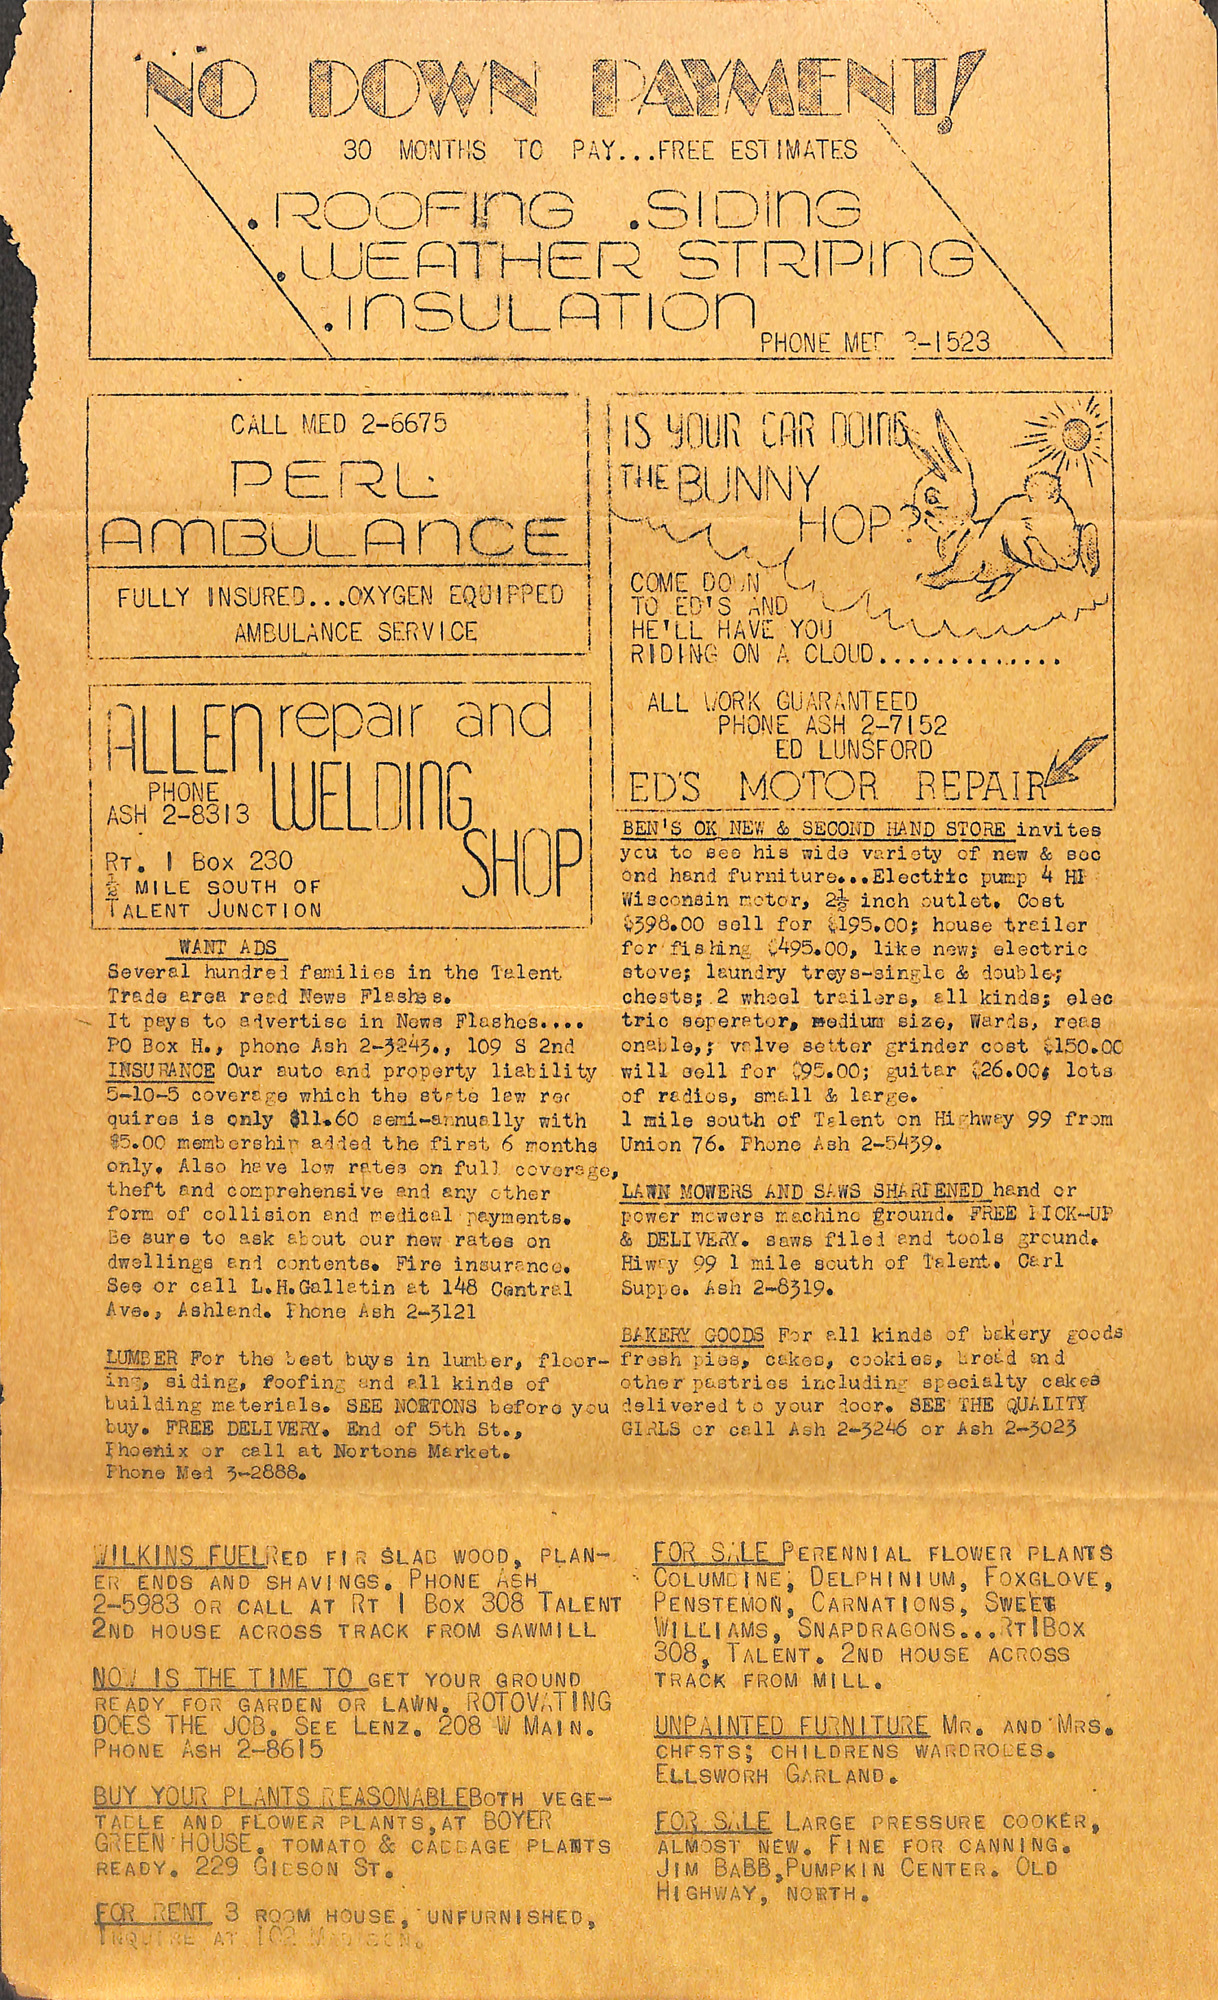 NO DOWN PAYMENT!
30 MONTHS TO PAY...FREE ESTIMATES
.ROOFING .SIDING
.WEATHER STRIPING
.INSULATION
PHONE MED -1523
CALL MED 2-6675
PERL
AMBULANCE
FULLY INSURED...OXYGEN EQUIPPED
AMBULANCE SERVICE
ALLEN repair and
WELDING
SHOP
PHONE
ASH 2-8313
RT. 1 BOX 230
½ MILE SOUTH OF
TALENT JUNCTION
WANT ADS
Several hundred families in the Talent
Trade area read News Flashes.
It pays to advertise in News Flashes....
PO Box H., phone Ash 2-3243., 109 S 2nd
INSURANCE Our auto and property liability
5-10-5 coverage which the state law rec
quires is only $11.60 semi-annually with
$5.00 membership added the first 6 months
only. Also have low rates on full coverage,
theft and comprehensive and any other
form of collision and medical payments.
Be sure to ask about our new rates on
dwellings and contents. Fire insurance.
See or call L.H.Gallatin at 148 Central
Ave., Ashland. Phone Ash 2-3121
LUMBER For the best buys in lumber, floor-
ing, siding, foofing and all kinds of
building materials. SEE NORTONS before you
buy. FREE DELIVERY. End of 5th St.,
Phoenix or call at Nortons Market.
Phone Med 3-2888.
IS YOUR CAR DOING
THE BUNNY
HOP?
COME DOWN
TO ED'S AND
HE'LL HAVE YOU
RIDING ON A CLOUD.............
ALL WORK GUARANTEED
PHONE ASH 2-7152
ED LUNSFORD
ED'S MOTOR REPAIR
BEN'S OK NEW & SECOND HAND STORE invites
you to see his wide variety of new & sec
ond hand furniture...Electric pump 4 HP
Wisconsin motor, 2½ inch outlet. Cost
$398.00 sell for $195.00; house trailer
for fishing $495.00, like new; electric
stove; laundry trays-single & double;
chests; 2 wheel trailers, all kinds; elec
tric seperator, medium size, Wards, reas
onable,; valve setter grinder cost $150.00
will sell for $95.00; guitar $26.00; lots
of radios, small & large.
1 mile south of Talent on Highway 99 from
Union 76. Phone Ash 2-5439.
LAWN MOWERS AND SAWS SHARPENED hand or
power mowers machine ground. FREE PICK-UP
& DELIVERY. saws filed and tools ground.
Hiway 99 1 mile south of Talent. Carl
Suppe. Ash 2-8319.
BAKERY GOODS For all kinds of bakery goods
fresh pies, cakes, cookies, bread and
other pastries including specialty cakes
delivered to your door. SEE THE QUALITY
GIRLS or call Ash 2-3246 or Ash 2-3023
WILKINS FUEL RED FIR SLAB WOOD, PLAN-
ER ENDS AND SHAVINGS. PHONE ASH
2-5983 OR CALL AT RT 1 BOX 308 TALENT
2ND HOUSE ACROSS TRACK FROM SAWMILL
NOW IS THE TIME TO GET YOUR GROUND
READY FOR GARDEN OR LAWN. ROTOVATING
DOES THE JOB. SEE LENZ. 208 W MAIN.
PHONE ASH 2-8615
BUY YOUR PLANTS REASONABLE BOTH VEGE-
TABLE AND FLOWER PLANTS, AT BOYER
GREEN HOUSE. TOMATO & CABBAGE PLANTS
READY. 229 GIBSON ST.
FOR RENT 3 ROOM HOUSE, UNFURNISHED,
INQUIRE AT 102 MADISON.
FOR SALE PERENNIAL FLOWER PLANTS
COLUMBINE, DELPHINIUM, FOXGLOVE,
PENSTEMON, CARNATIONS, SWEET
WILLIAMS, SNAPDRAGONS...RT1BOX
308, TALENT. 2ND HOUSE ACROSS
TRACK FROM MILL.
UNPAINTED FURNITURE MR. AND MRS.
CHESTS; CHILDRENS WARDROBES.
ELLSWORH GARLAND.
FOR SALE LARGE PRESSURE COOKER,
ALMOST NEW. FINE FOR CANNING.
JIM BABB, PUMPKIN CENTER. OLD
HIGHWAY, NORTH.